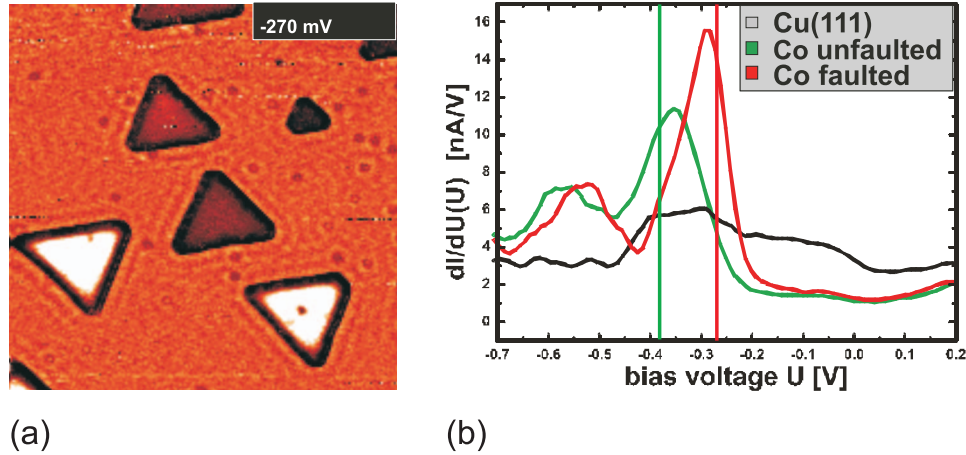 -270 mV
(a)
(b)
dI/dU(U) [nA/V]
16
14
12
10
8
6
4
2
0
Cu(111)
Co unfaulted
Co faulted
-0.7 -0.6 -0.5 -0.4 -0.3 -0.2 -0.1 0.0 0.1 0.2
bias voltage U [V]